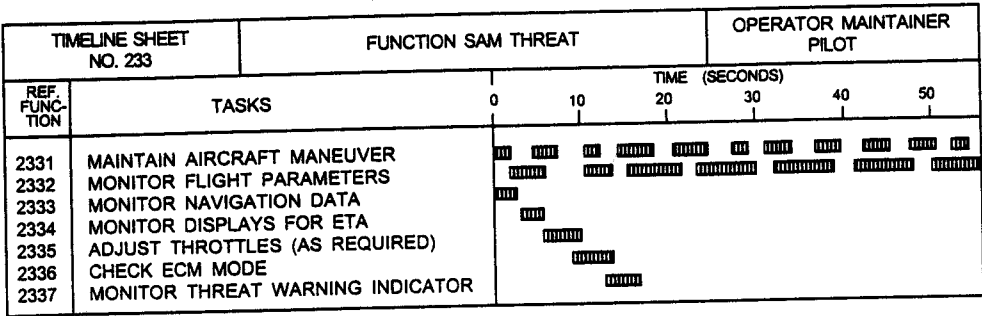 TIMELINE SHEET
NO. 233
FUNCTION SAM THREAT
OPERATOR MAINTAINER
PILOT
REF.
FUNC-
TION
TASKS
TIME (SECONDS)
0 10 20 30 40 50
2331 MAINTAIN AIRCRAFT MANEUVER
2332 MONITOR FLIGHT PARAMETERS
2333 MONITOR NAVIGATION DATA
2334 MONITOR DISPLAYS FOR ETA
2335 ADJUST THROTTLES (AS REQUIRED)
2336 CHECK ECM MODE
2337 MONITOR THREAT WARNING INDICATOR